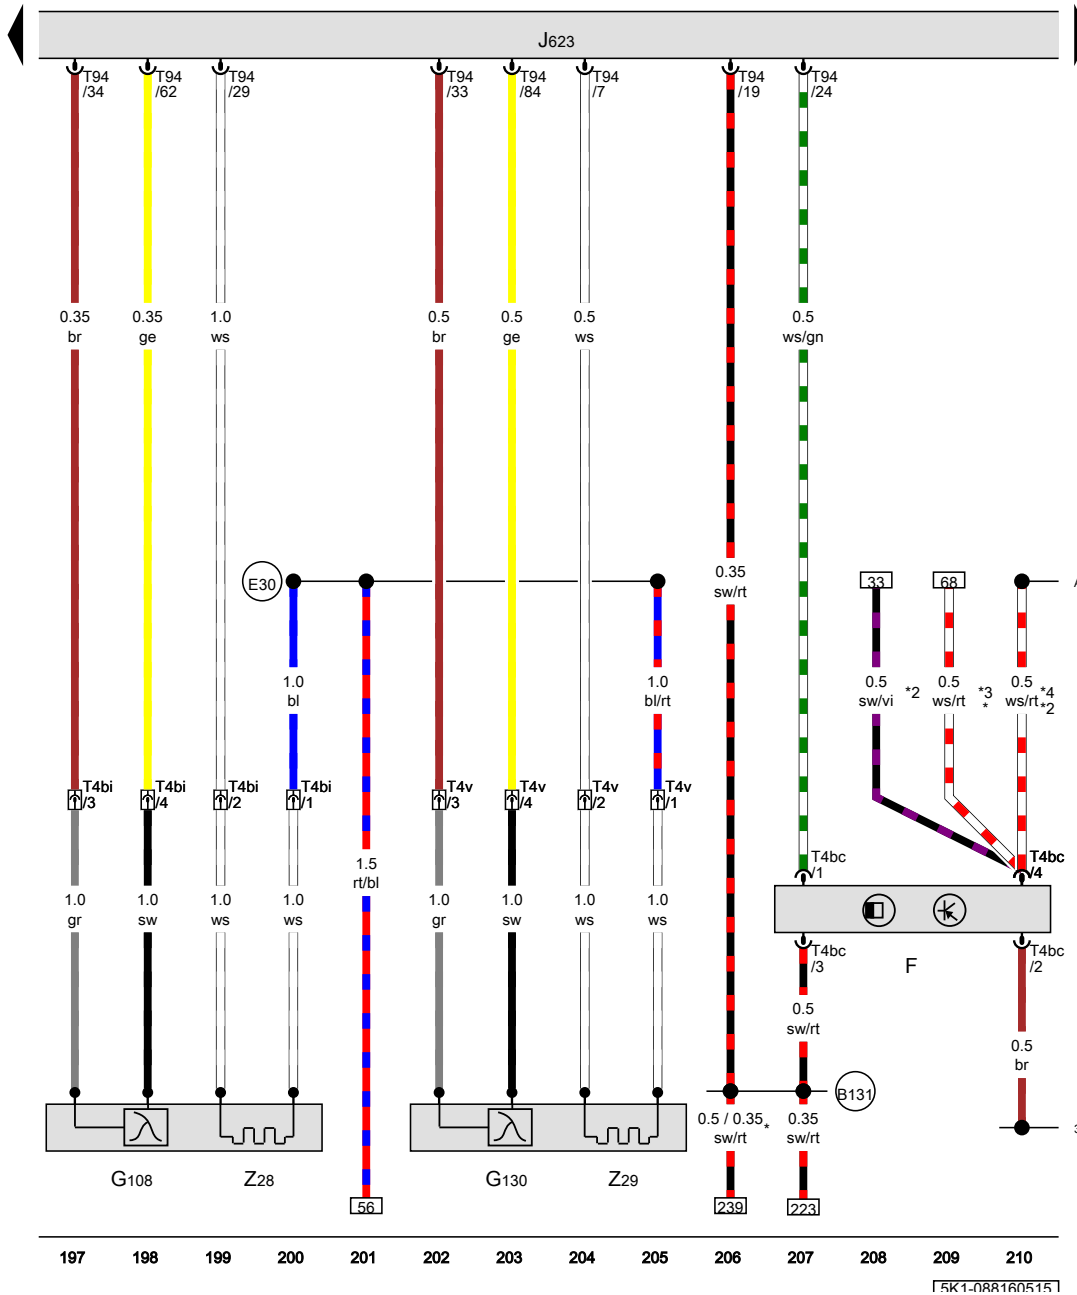 J623
T94
/34
T94
/62
T94
/29
T94
/33
T94
/84
T94
/7
T94
/19
T94
/24
0.35
br
0.35
ge
1.0
ws
0.5
br
0.5
ge
0.5
ws
0.5
ws/gn
E30
0.35
sw/rt
33
68
A
1.0
bl
1.0
bl/rt
0.5
sw/vi
*2
0.5
ws/rt
*3
*
0.5
ws/rt
*4
*2
T4bi
/3
T4bi
/4
T4bi
/2
T4bi
/1
T4v
/3
T4v
/4
T4v
/2
T4v
/1
1.5
rt/bl
T4bc
/1
T4bc
/4
1.0
gr
1.0
sw
1.0
ws
1.0
ws
1.0
gr
1.0
sw
1.0
ws
1.0
ws
T4bc
/3
F
T4bc
/2
0.5
sw/rt
0.5
br
B131
0.5 / 0.35 *
sw/rt
0.35
sw/rt
G108
Z28
G130
Z29
56
239
223
197 198 199 200 201 202 203 204 205 206 207 208 209 210
5K1-088160515